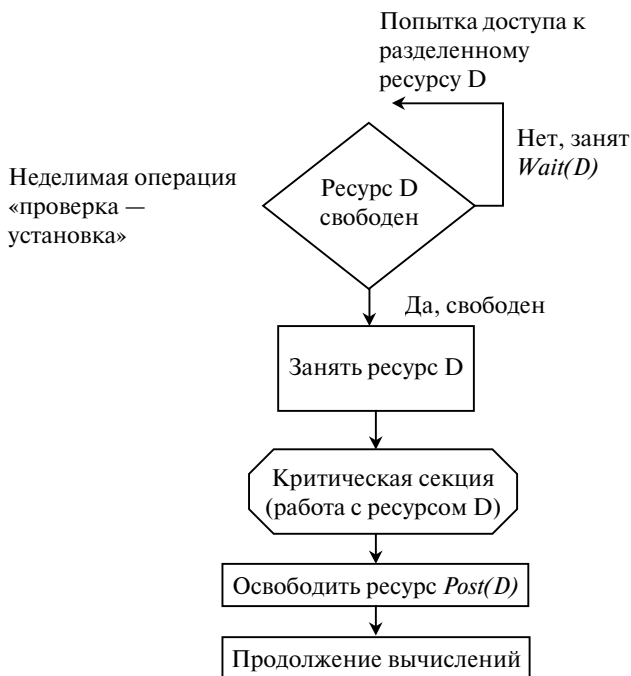 Попытка доступа к
разделенному
ресурсу D
Нет, занят
Wait(D)
Неделимая операция
«проверка —
установка»
Ресурс D
свободен
Да, свободен
Занять ресурс D
Критическая секция
(работа с ресурсом D)
Освободить ресурс Post(D)
Продолжение вычислений